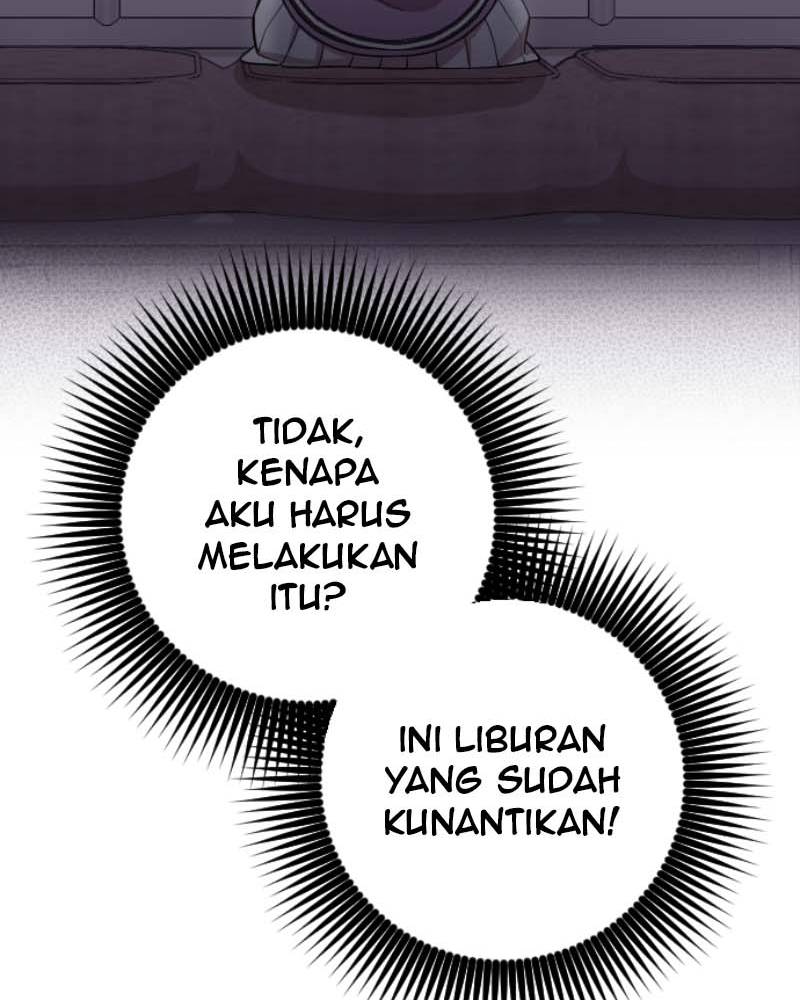 TIDAK,
KENAPA
AKU HARUS
MELAKUKAN
ITU?
INI LIBURAN
YANG SUDAH
KUNANTIKAN!